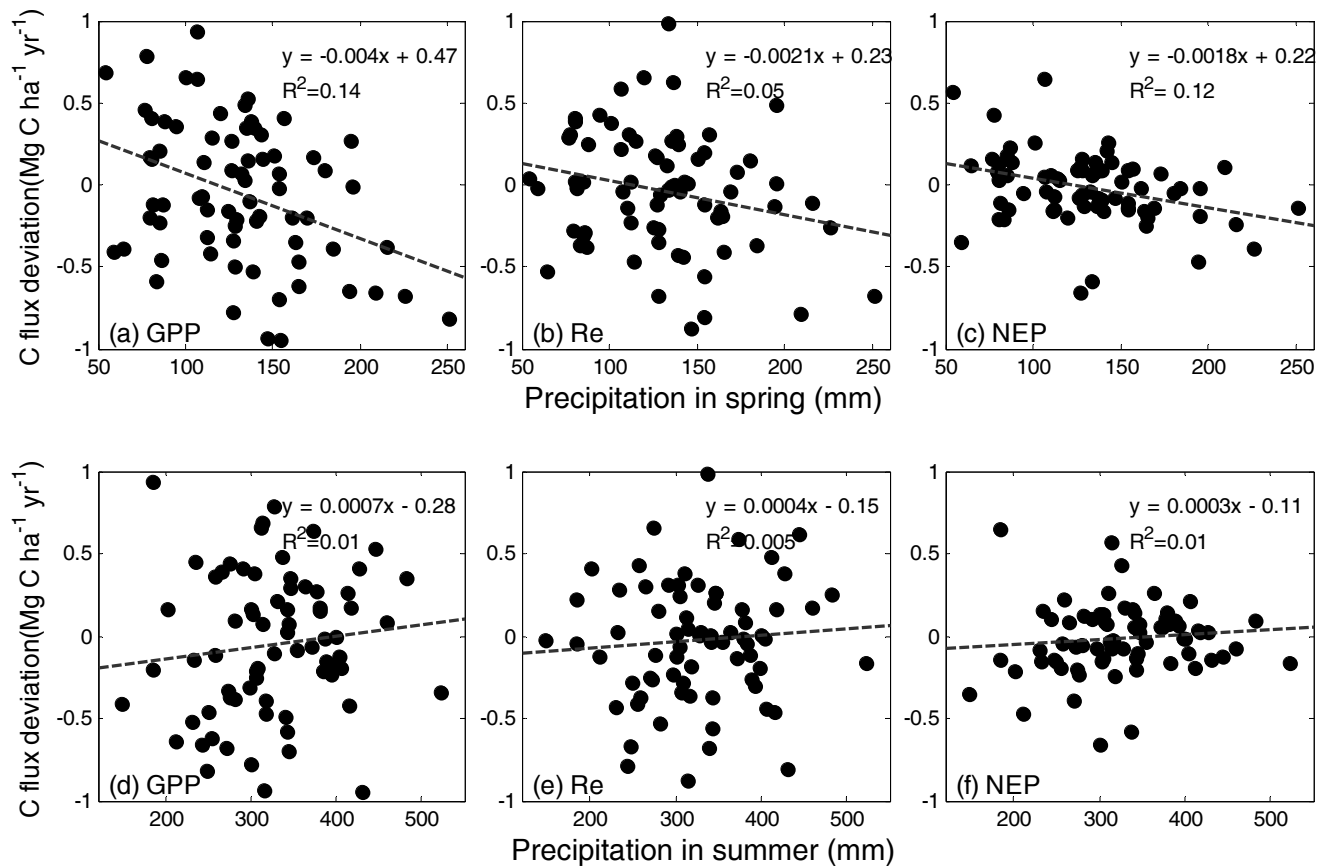 C flux deviation(Mg C ha⁻¹ yr⁻¹)
1
0.5
0
-0.5
-1
50 100 150 200 250
y = -0.004x + 0.47
R²=0.14
(a) GPP
1
0.5
0
-0.5
-1
50 100 150 200 250
y = -0.0021x + 0.23
R²=0.05
(b) Re
1
0.5
0
-0.5
-1
50 100 150 200 250
y = -0.0018x + 0.22
R²= 0.12
(c) NEP
Precipitation in spring (mm)
C flux deviation(Mg C ha⁻¹ yr⁻¹)
1
0.5
0
-0.5
-1
200 300 400 500
y = 0.0007x - 0.28
R²=0.01
(d) GPP
1
0.5
0
-0.5
-1
200 300 400 500
y = 0.0004x - 0.15
R²=0.005
(e) Re
1
0.5
0
-0.5
-1
200 300 400 500
y = 0.0003x - 0.11
R²=0.01
(f) NEP
Precipitation in summer (mm)